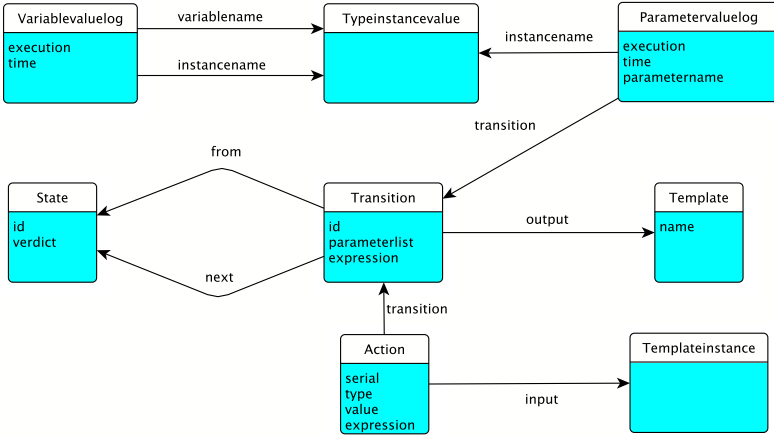 Variablevaluelog
execution
time
variablename
instancename
Typeinstancevalue
instancename
Parametervaluelog
execution
time
parametername
transition
from
State
id
verdict
next
Transition
id
parameterlist
expression
output
Template
name
transition
Action
serial
type
value
expression
input
Templateinstance